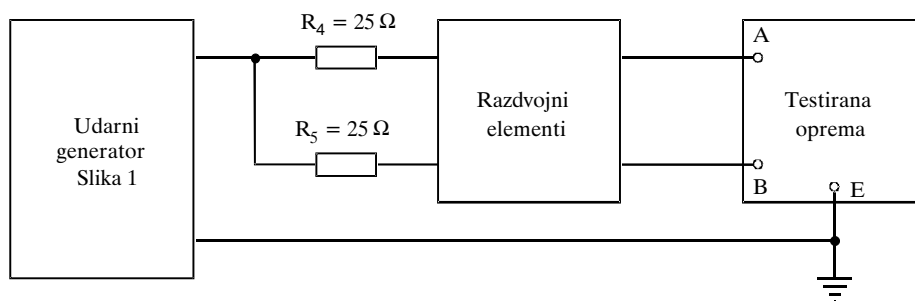 R4 = 25 Ω
Razdvojni
elementi
A
Testirana
oprema
Udarni
generator
Slika 1
R5 = 25 Ω
B
E